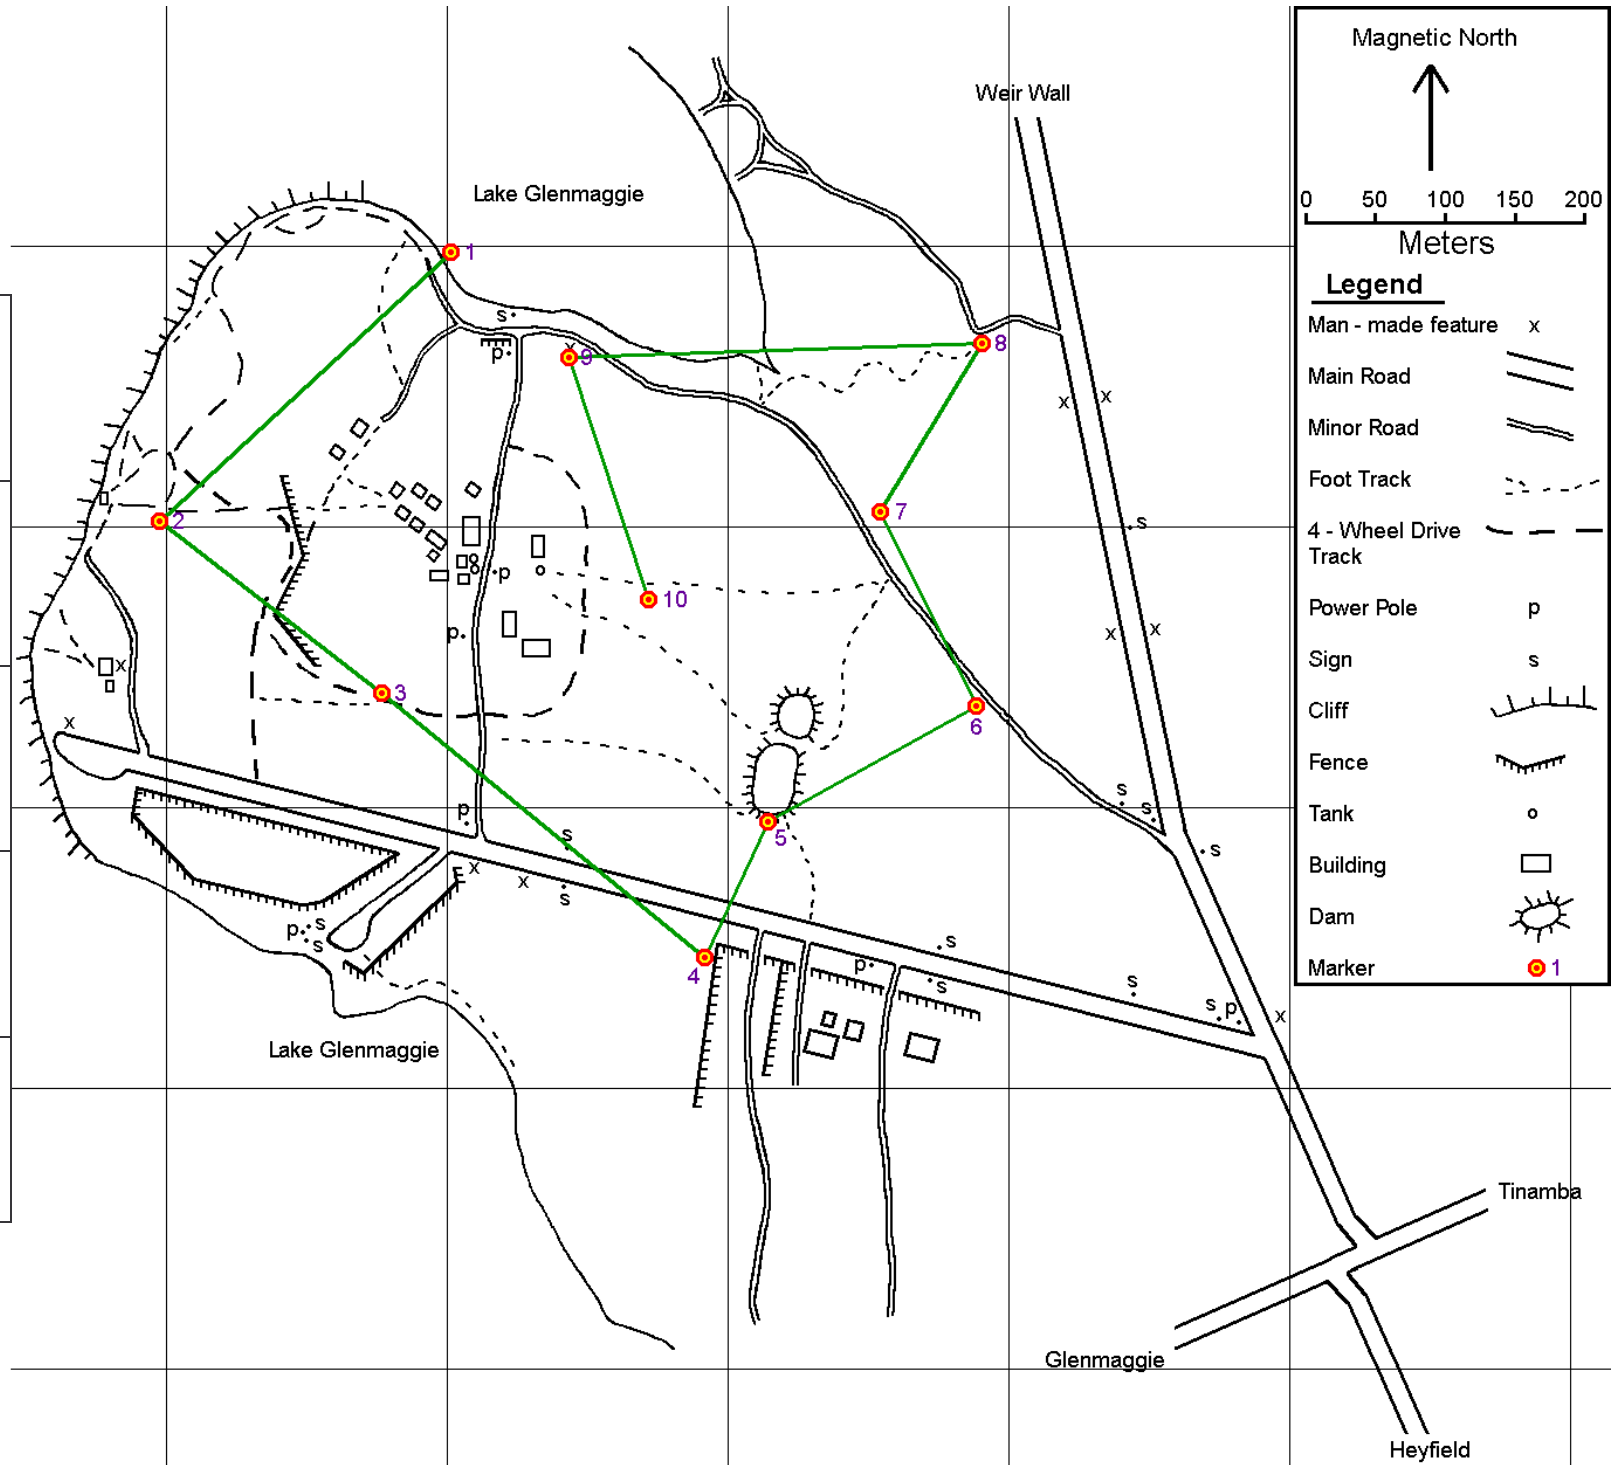 Magnetic North
0 50 100 150 200
Meters
Legend
Man - made feature x
Main Road
Minor Road
Foot Track
4 - Wheel Drive
Track
Power Pole p
Sign s
Cliff
Fence
Tank
Building
Dam
Marker 1
Weir Wall
Lake Glenmaggie
1
s
p
x
9
8
x
x
2
7
s
p
10
x
x
p
x
3
x
6
p
s
s
s
5
s
x
x
s
p
s
s
4
s
p
s
s
s
p
x
Lake Glenmaggie
Tinamba
Glenmaggie
Heyfield